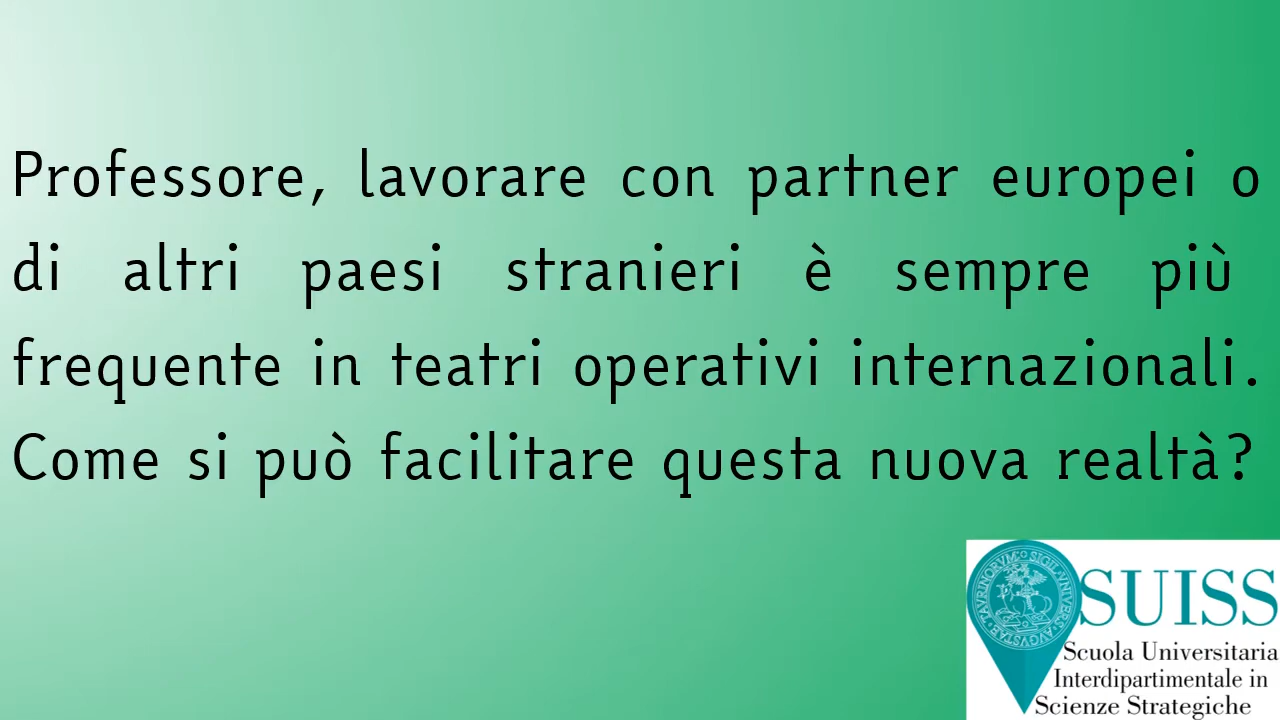 Professore, lavorare con partner europei o
di altri paesi stranieri è sempre più
frequente in teatri operativi internazionali.
Come si può facilitare questa nuova realtà?
SUISS
Scuola Universitaria
Interdipartimentale in
Scienze Strategiche